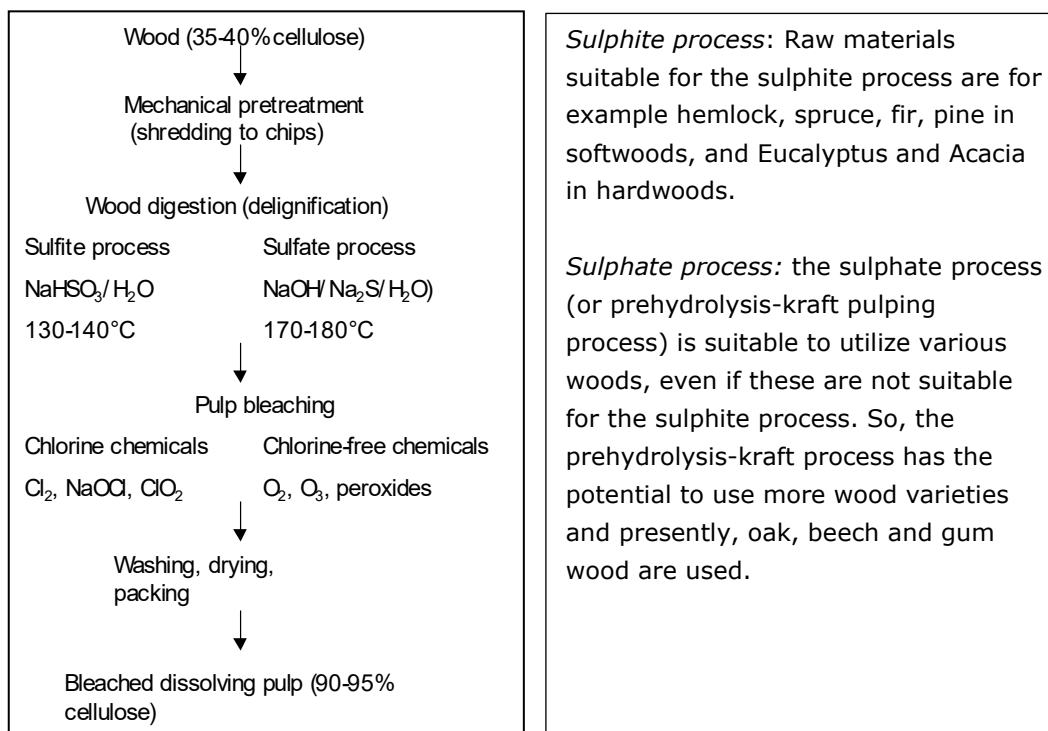 Wood (35-40% cellulose)
Mechanical pretreatment
(shredding to chips)
Wood digestion (delignification)
Sulfite process Sulfate process
NaHSO₃/ H₂O NaOH/ Na₂S/ H₂O)
130-140°C 170-180°C
Pulp bleaching
Chlorine chemicals Chlorine-free chemicals
Cl₂, NaOCl, ClO₂ O₂, O₃, peroxides
Washing, drying,
packing
Bleached dissolving pulp (90-95%
cellulose)
Sulphite process: Raw materials
suitable for the sulphite process are for
example hemlock, spruce, fir, pine in
softwoods, and Eucalyptus and Acacia
in hardwoods.
Sulphate process: the sulphate process
(or prehydrolysis-kraft pulping
process) is suitable to utilize various
woods, even if these are not suitable
for the sulphite process. So, the
prehydrolysis-kraft process has the
potential to use more wood varieties
and presently, oak, beech and gum
wood are used.